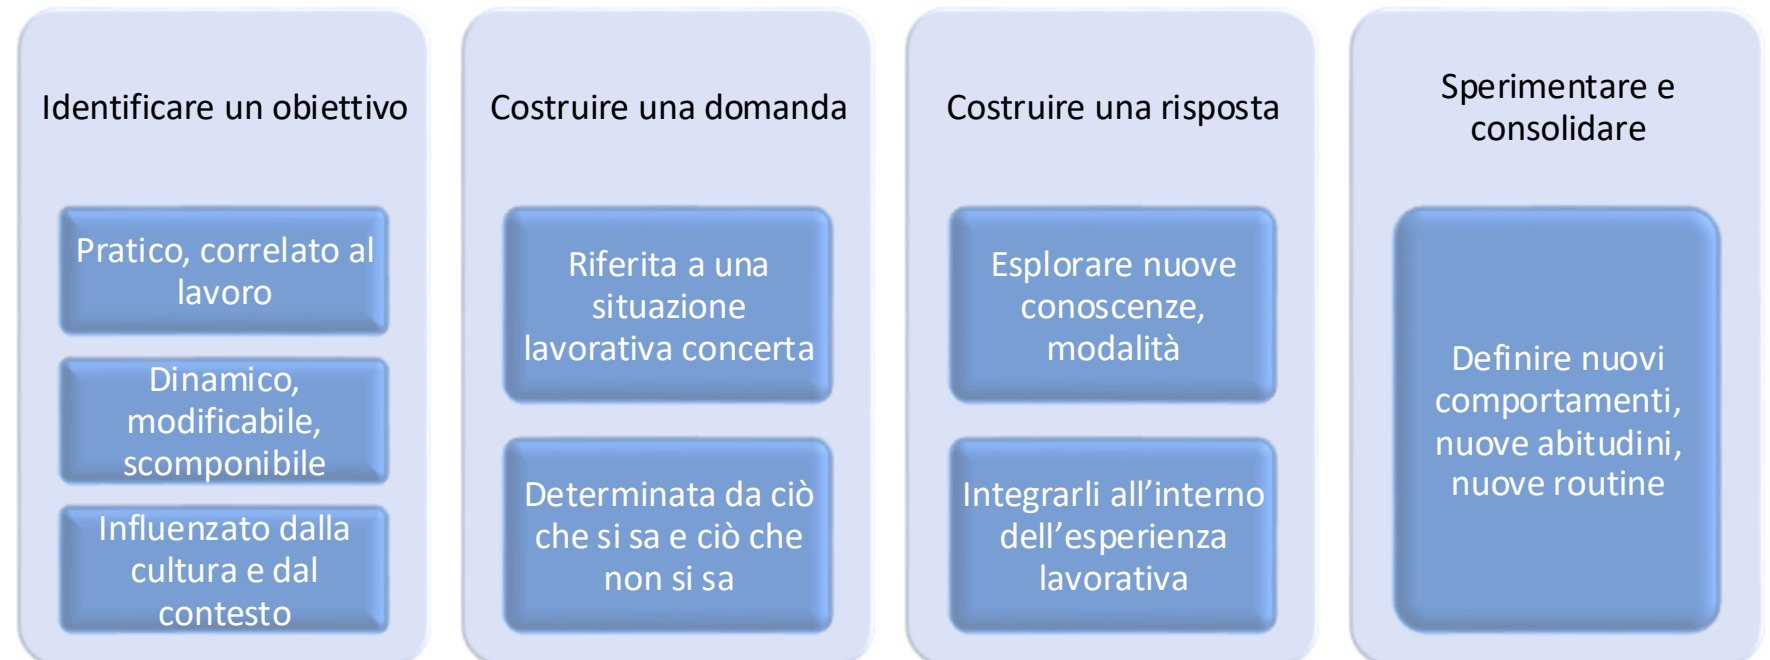 Identificare un obiettivo
Pratico, correlato al
lavoro
Dinamico,
modificabile,
scomponibile
Influenzato dalla
cultura e dal
contesto
Costruire una domanda
Riferita a una
situazione
lavorativa concerta
Determinata da ciò
che si sa e ciò che
non si sa
Costruire una risposta
Esplorare nuove
conoscenze,
modalità
Integrarli all’interno
dell’esperienza
lavorativa
Sperimentare e
consolidare
Definire nuovi
comportamenti,
nuove abitudini,
nuove routine